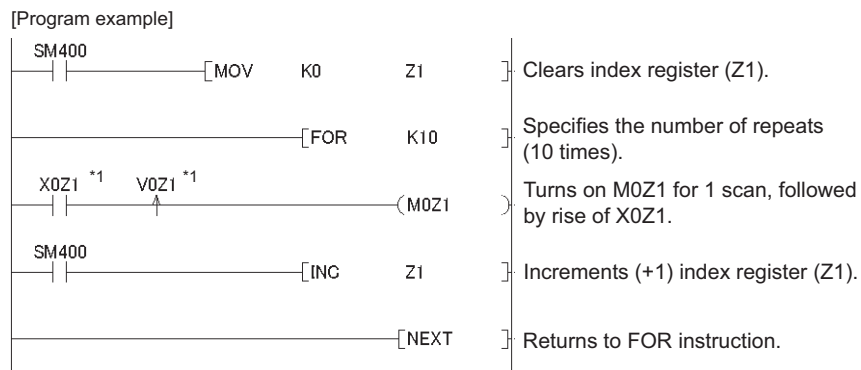 [Program example]
SM400
[MOV K0 Z1] Clears index register (Z1).
[FOR K10] Specifies the number of repeats
(10 times).
X0Z1 *1 V0Z1 *1
(M0Z1) Turns on M0Z1 for 1 scan, followed
by rise of X0Z1.
SM400
[INC Z1] Increments (+1) index register (Z1).
[NEXT] Returns to FOR instruction.